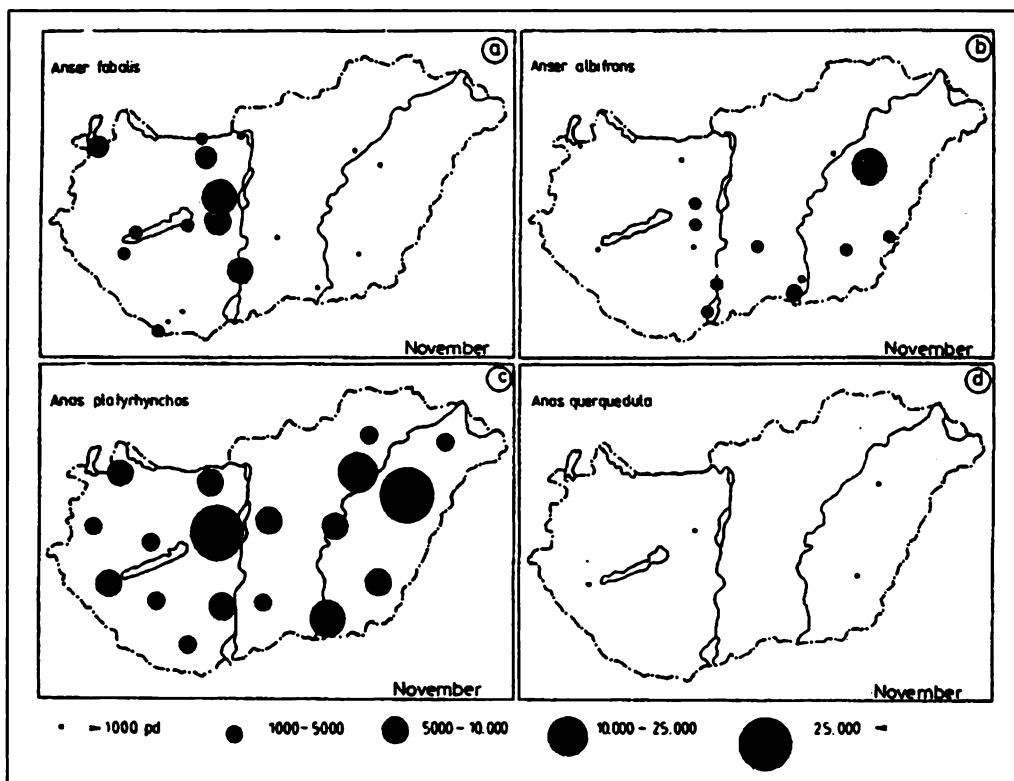 a
Anser fabalis
November
b
Anser albifrons
November
c
Anas platyrhynchos
November
d
Anas querquedula
November
1000 pd
1000-5000
5000-10.000
10.000-25.000
25.000